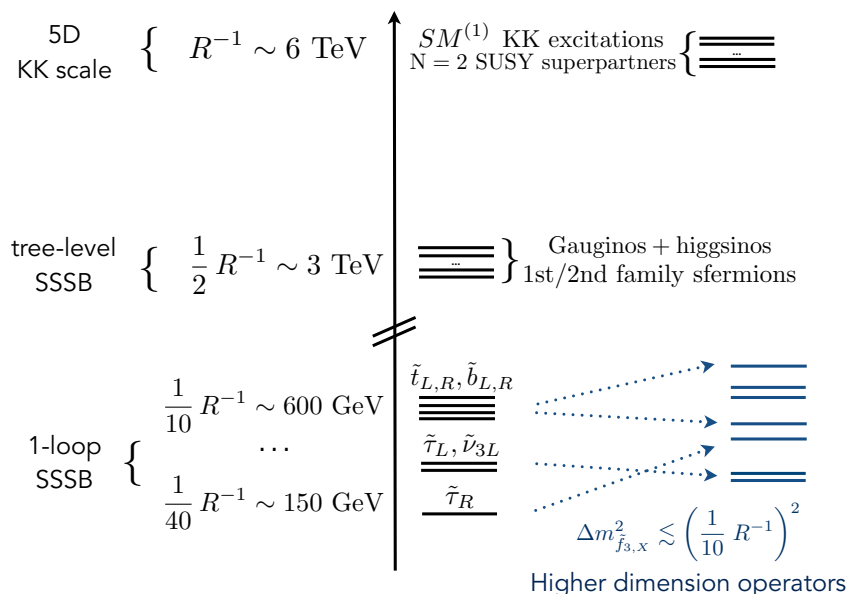 5D
KK scale
{ R⁻¹ ∼ 6 TeV
SM⁽¹⁾ KK excitations
N = 2 SUSY superpartners {
...
tree-level
SSSB
{ 1/2 R⁻¹ ∼ 3 TeV
...
} Gauginos + higgsinos
1st/2nd family sfermions
1-loop
SSSB
{
1/10 R⁻¹ ∼ 600 GeV
...
1/40 R⁻¹ ∼ 150 GeV
t̃_{L,R}, b̃_{L,R}
τ̃_L, ν̃_{3L}
τ̃_R
Δm²_{f̃_{3,X}} ≲ (1/10 R⁻¹)²
Higher dimension operators